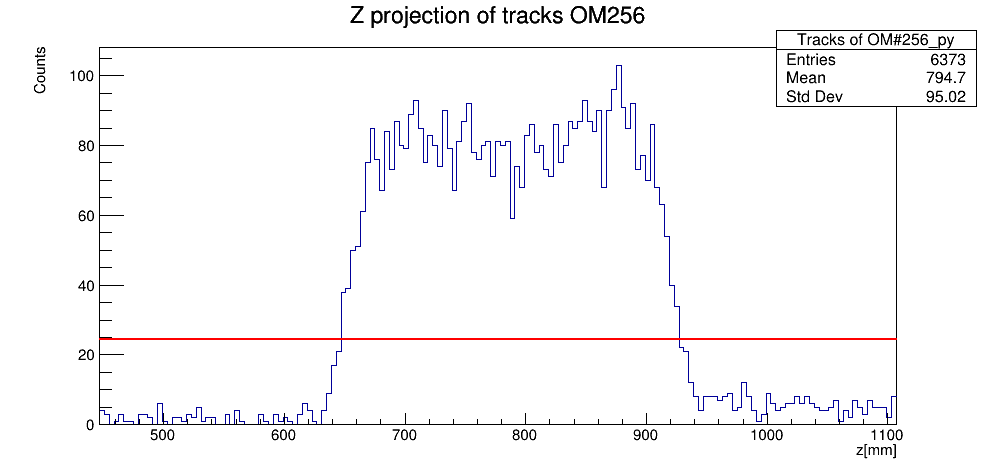 Z projection of tracks OM256
Tracks of OM#256_py
Entries 6373
Mean 794.7
Std Dev 95.02
Counts
100
80
60
40
20
0
500 600 700 800 900 1000 1100
z[mm]